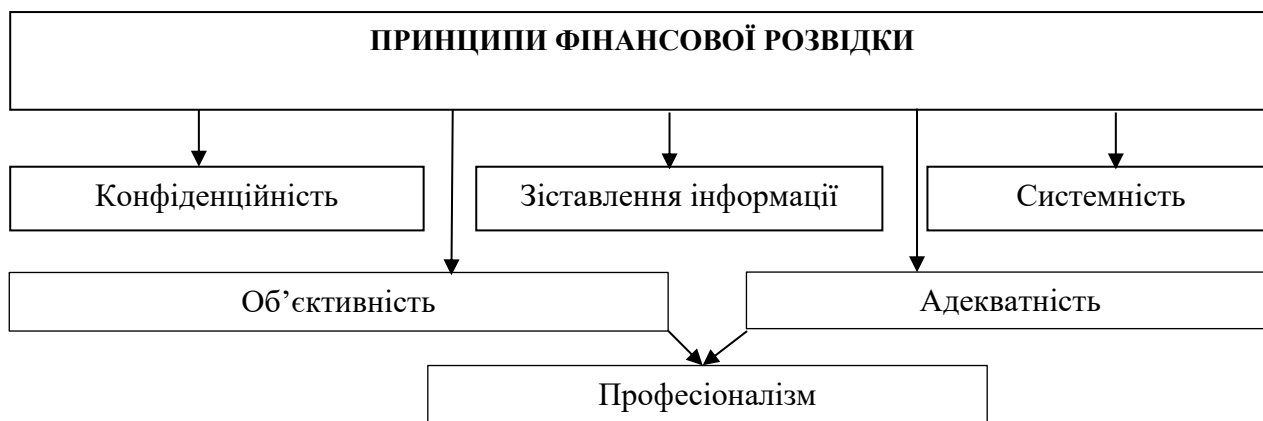 ПРИНЦИПИ ФІНАНСОВОЇ РОЗВІДКИ
Конфіденційність
Зіставлення інформації
Системність
Об’єктивність
Адекватність
Професіоналізм